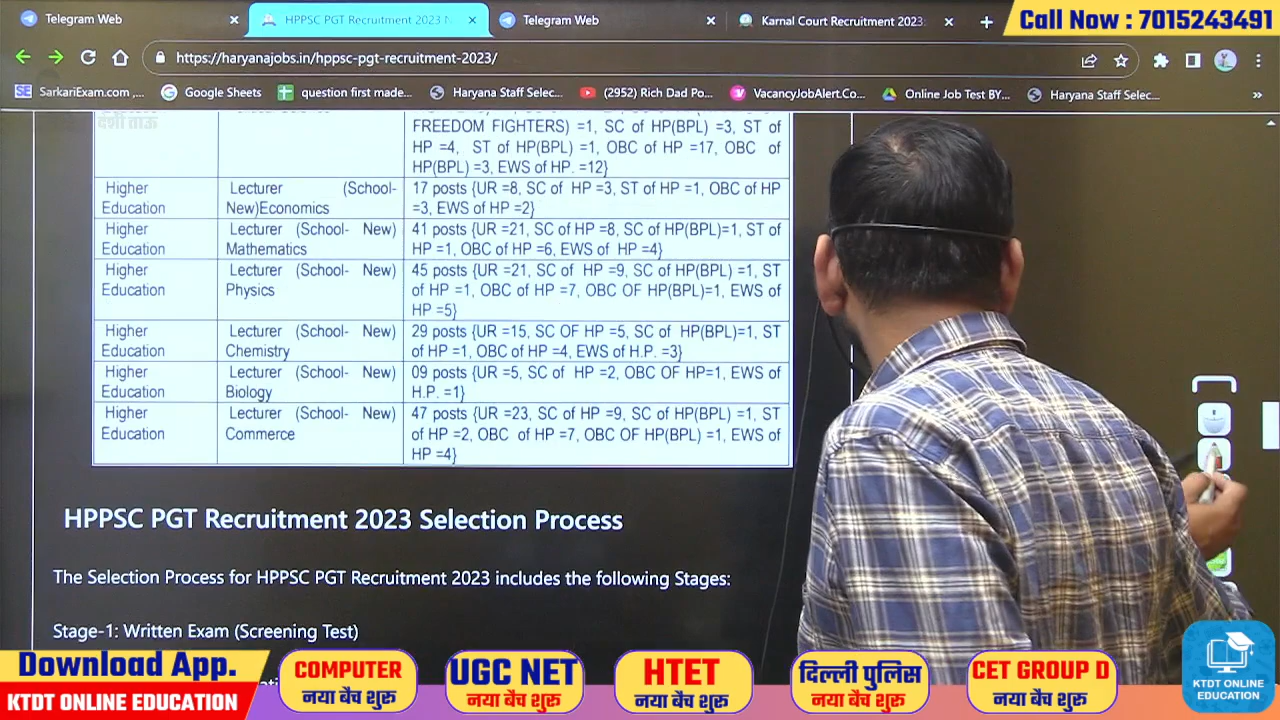 Telegram Web
HPPSC PGT Recruitment 2023
Telegram Web
Karnal Court Recruitment 2023:
Call Now : 7015243491
https://haryanajobs.in/hppsc-pgt-recruitment-2023/
SE SarkariExam.com ,...
Google Sheets
question first made...
Haryana Staff Selec...
(2952) Rich Dad Po...
VacancyJobAlert.Co...
Online Job Test BY...
Haryana Staff Selec...
»
देशी ताऊ
FREEDOM FIGHTERS) =1, SC of HP(BPL) =3, ST of
HP =4, ST of HP(BPL) =1, OBC of HP =17, OBC of
HP(BPL) =3, EWS of HP. =12}
Higher
Education
Lecturer (School-
New)Economics
17 posts {UR =8, SC of HP =3, ST of HP =1, OBC of HP
=3, EWS of HP =2}
Higher
Education
Lecturer (School- New)
Mathematics
41 posts {UR =21, SC of HP =8, SC of HP(BPL)=1, ST of
HP =1, OBC of HP =6, EWS of HP =4}
Higher
Education
Lecturer (School- New)
Physics
45 posts {UR =21, SC of HP =9, SC of HP(BPL) =1, ST
of HP =1, OBC of HP =7, OBC OF HP(BPL)=1, EWS of
HP =5}
Higher
Education
Lecturer (School- New)
Chemistry
29 posts {UR =15, SC OF HP =5, SC of HP(BPL)=1, ST
of HP =1, OBC of HP =4, EWS of H.P. =3}
Higher
Education
Lecturer (School- New)
Biology
09 posts {UR =5, SC of HP =2, OBC OF HP=1, EWS of
H.P. =1}
Higher
Education
Lecturer (School- New)
Commerce
47 posts {UR =23, SC of HP =9, SC of HP(BPL) =1, ST
of HP =2, OBC of HP =7, OBC OF HP(BPL) =1, EWS of
HP =4}
HPPSC PGT Recruitment 2023 Selection Process
The Selection Process for HPPSC PGT Recruitment 2023 includes the following Stages:
Stage-1: Written Exam (Screening Test)
Download App.
KTDT ONLINE EDUCATION
COMPUTER
नया बैच शुरू
UGC NET
नया बैच शुरू
HTET
नया बैच शुरू
दिल्ली पुलिस
नया बैच शुरू
CET GROUP D
नया बैच शुरू
KTDT ONLINE
EDUCATION